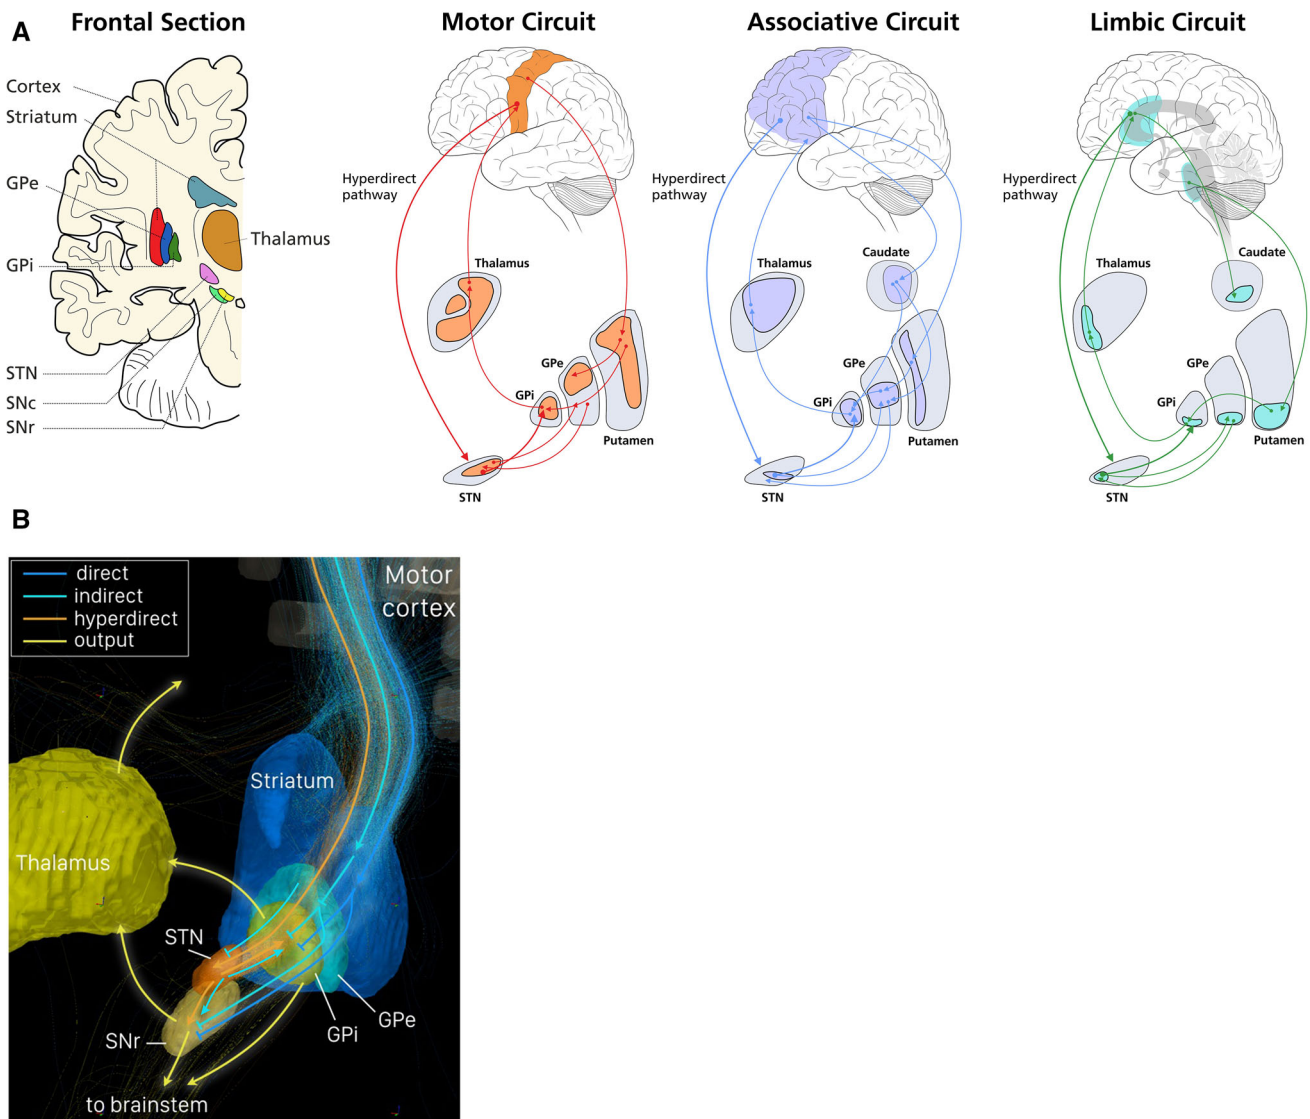 A
Frontal Section
Cortex
Striatum
GPe
GPi
Thalamus
STN
SNc
SNr
Motor Circuit
Hyperdirect
pathway
Thalamus
GPe
GPi
Putamen
STN
Associative Circuit
Hyperdirect
pathway
Thalamus
Caudate
GPe
GPi
Putamen
STN
Limbic Circuit
Hyperdirect
pathway
Thalamus
Caudate
GPe
GPi
Putamen
STN
B
direct
indirect
hyperdirect
output
Motor
cortex
Striatum
Thalamus
STN
GPe
GPi
SNr
to brainstem